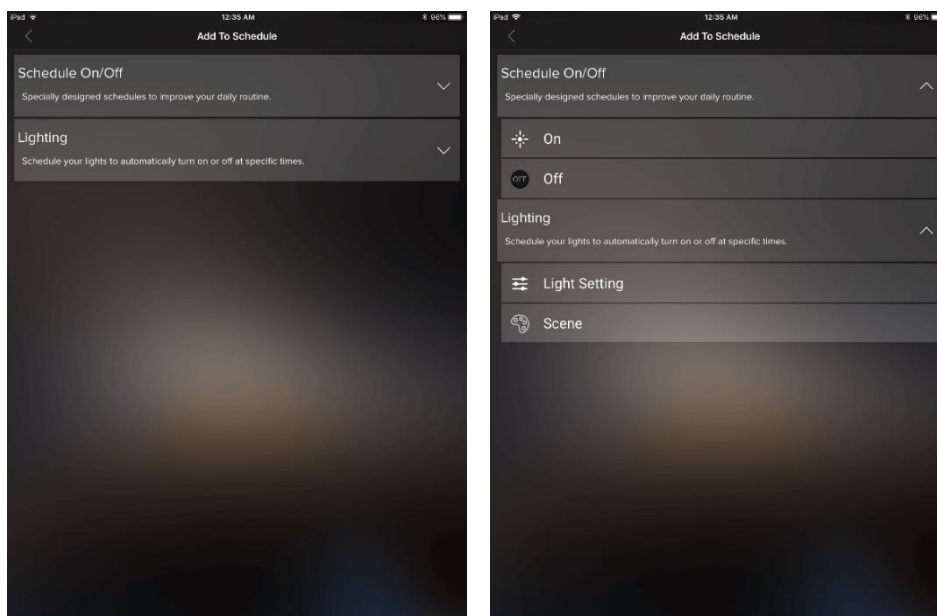 iPad 12:35 AM 96%
Add To Schedule
Schedule On/Off
Specially designed schedules to improve your daily routine.
Lighting
Schedule your lights to automatically turn on or off at specific times.
iPad 12:35 AM 96%
Add To Schedule
Schedule On/Off
Specially designed schedules to improve your daily routine.
On
OFF Off
Lighting
Schedule your lights to automatically turn on or off at specific times.
Light Setting
Scene